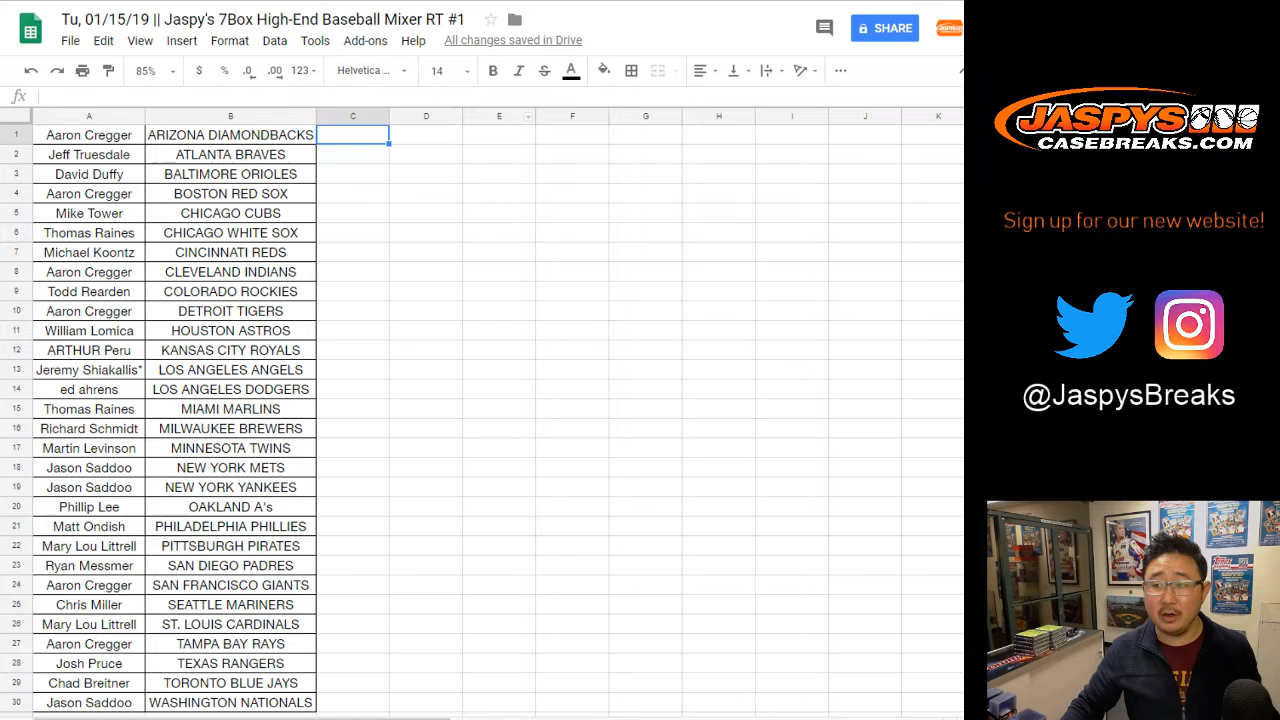 Tu, 01/15/19 || Jaspy's 7Box High-End Baseball Mixer RT #1
File Edit View Insert Format Data Tools Add-ons Help All changes saved in Drive
SHARE
85% $ % .0 .00 123 Helvetica ... 14 B I S A
fx
A B C D E F G H I J K
1 Aaron Cregger ARIZONA DIAMONDBACKS
2 Jeff Truesdale ATLANTA BRAVES
3 David Duffy BALTIMORE ORIOLES
4 Aaron Cregger BOSTON RED SOX
5 Mike Tower CHICAGO CUBS
6 Thomas Raines CHICAGO WHITE SOX
7 Michael Koontz CINCINNATI REDS
8 Aaron Cregger CLEVELAND INDIANS
9 Todd Rearden COLORADO ROCKIES
10 Aaron Cregger DETROIT TIGERS
11 William Lomica HOUSTON ASTROS
12 ARTHUR Peru KANSAS CITY ROYALS
13 Jeremy Shiakallis* LOS ANGELES ANGELS
14 ed ahrens LOS ANGELES DODGERS
15 Thomas Raines MIAMI MARLINS
16 Richard Schmidt MILWAUKEE BREWERS
17 Martin Levinson MINNESOTA TWINS
18 Jason Saddoo NEW YORK METS
19 Jason Saddoo NEW YORK YANKEES
20 Phillip Lee OAKLAND A's
21 Matt Ondish PHILADELPHIA PHILLIES
22 Mary Lou Littrell PITTSBURGH PIRATES
23 Ryan Messmer SAN DIEGO PADRES
24 Aaron Cregger SAN FRANCISCO GIANTS
25 Chris Miller SEATTLE MARINERS
26 Mary Lou Littrell ST. LOUIS CARDINALS
27 Aaron Cregger TAMPA BAY RAYS
28 Josh Pruce TEXAS RANGERS
29 Chad Breitner TORONTO BLUE JAYS
30 Jason Saddoo WASHINGTON NATIONALS
JASPYS
CASEBREAKS.COM
Sign up for our new website!
@JaspysBreaks